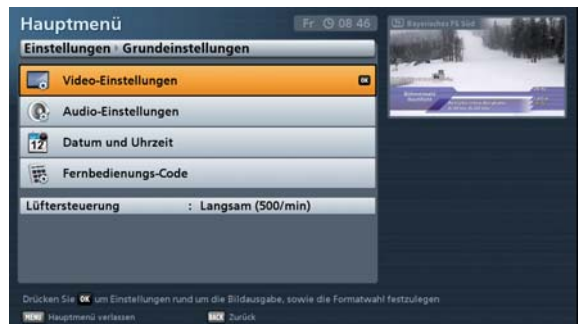 Hauptmenü
Fr 08 46
Bayerisches FS Süd
Einstellungen Grundeinstellungen
Video-Einstellungen OK
Audio-Einstellungen
12 Datum und Uhrzeit
Fernbedienungs-Code
Lüftersteuerung : Langsam (500/min)
Drücken Sie OK um Einstellungen rund um die Bildausgabe, sowie die Formatwahl festzulegen
MENU Hauptmenü verlassen BACK Zurück